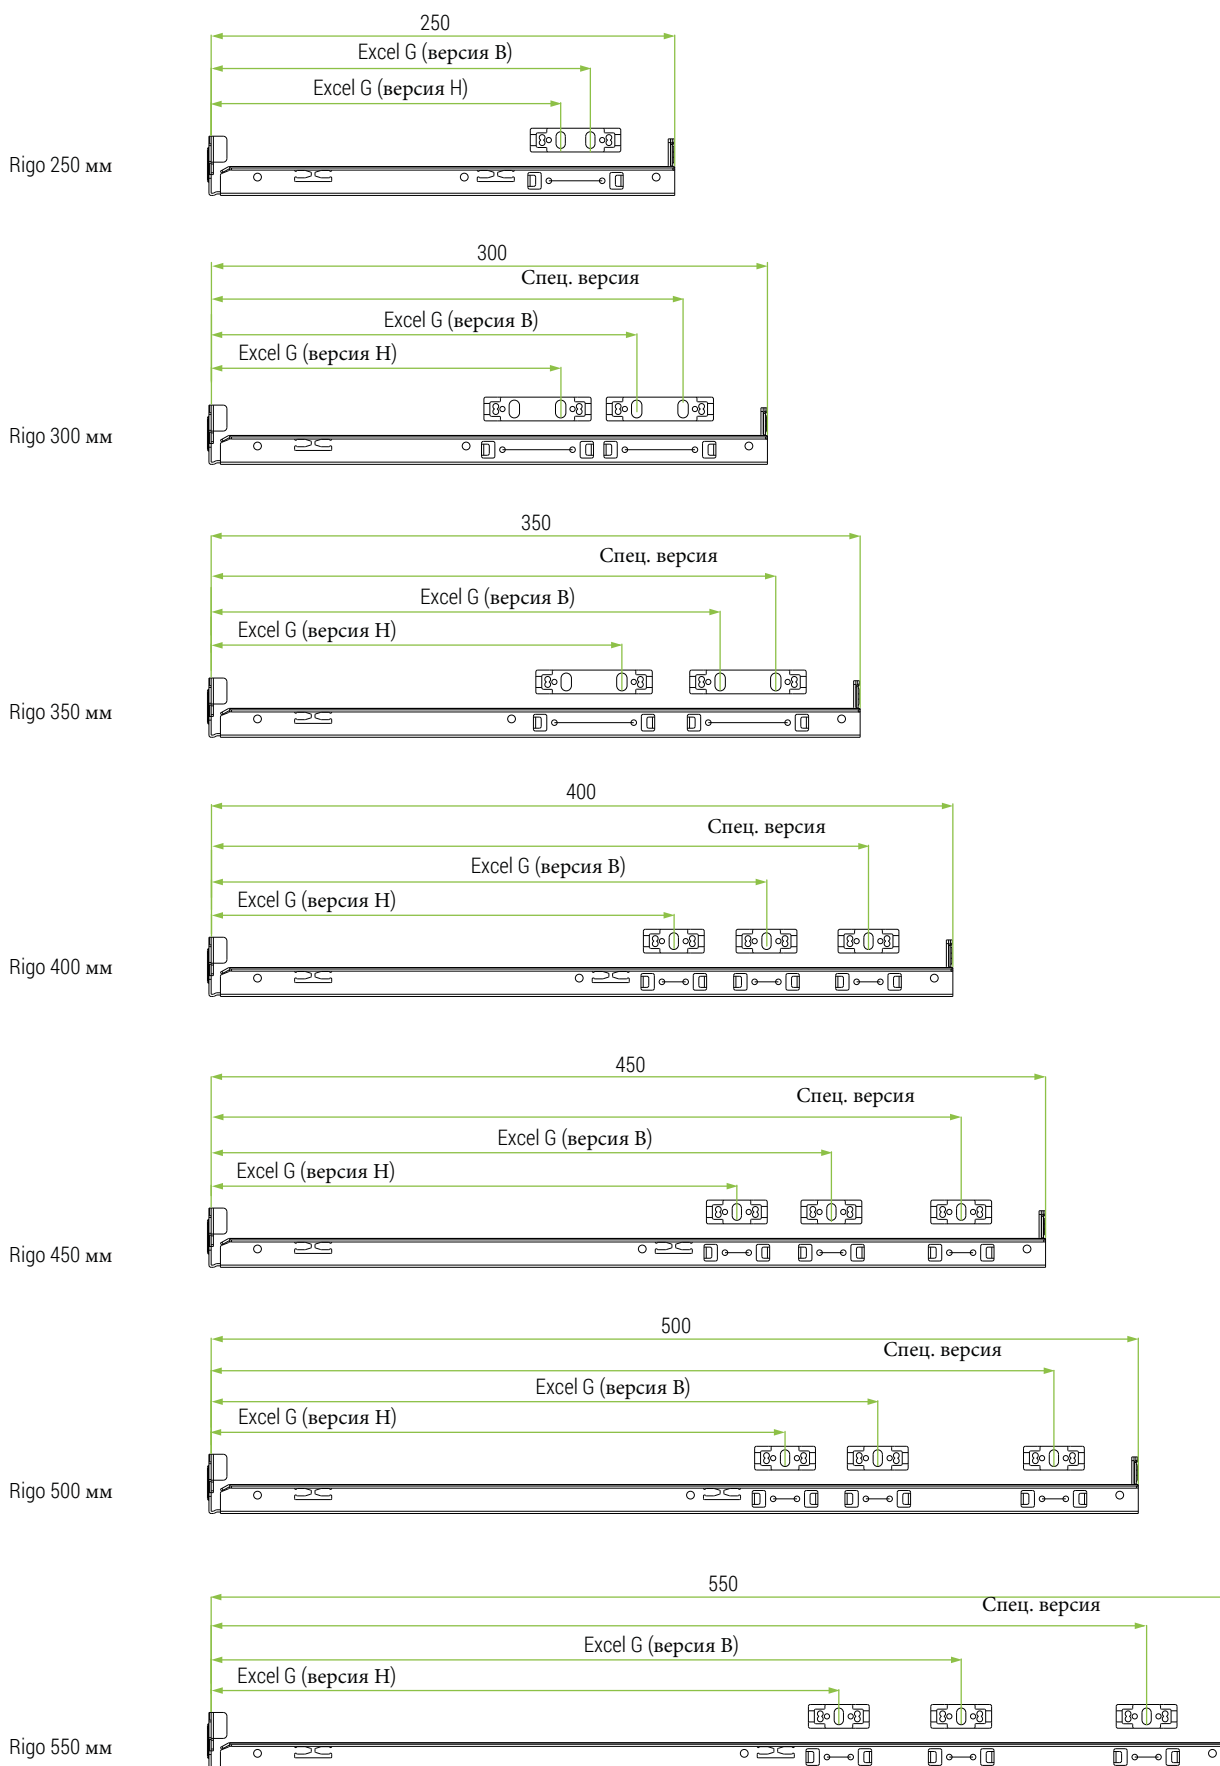 250
Excel G (версия В)
Excel G (версия Н)
Rigo 250 мм
300
Спец. версия
Excel G (версия В)
Excel G (версия Н)
Rigo 300 мм
350
Спец. версия
Excel G (версия В)
Excel G (версия Н)
Rigo 350 мм
400
Спец. версия
Excel G (версия В)
Excel G (версия Н)
Rigo 400 мм
450
Спец. версия
Excel G (версия В)
Excel G (версия Н)
Rigo 450 мм
500
Спец. версия
Excel G (версия В)
Excel G (версия Н)
Rigo 500 мм
550
Спец. версия
Excel G (версия В)
Excel G (версия Н)
Rigo 550 мм